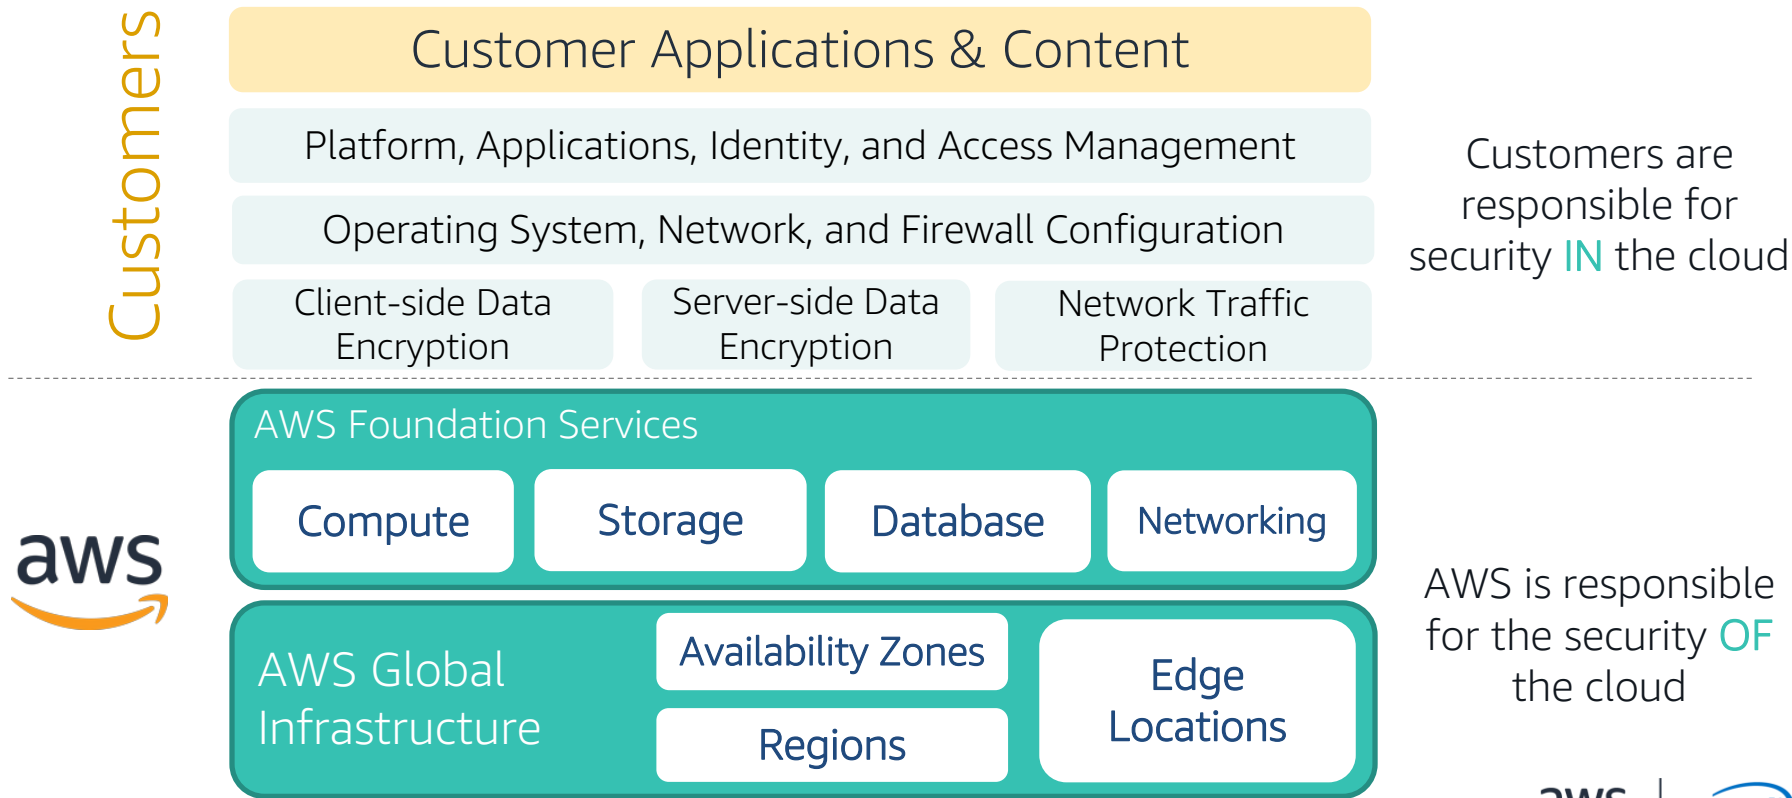 Customers
Customer Applications & Content
Platform, Applications, Identity, and Access Management
Operating System, Network, and Firewall Configuration
Client-side Data
Encryption
Server-side Data
Encryption
Network Traffic
Protection
Customers are
responsible for
security IN the cloud
aws
AWS Foundation Services
Compute
Storage
Database
Networking
AWS Global
Infrastructure
Availability Zones
Regions
Edge
Locations
AWS is responsible
for the security OF
the cloud
aws